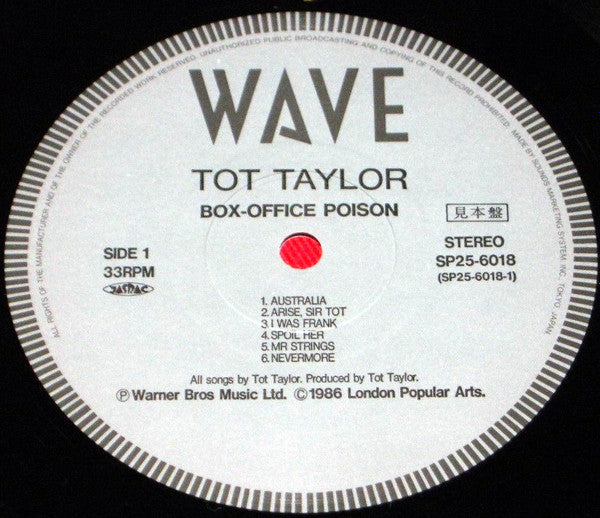 ALL RIGHTS OF THE MANUFACTURER AND OF THE OWNER OF THE RECORDED WORK RESERVED. UNAUTHORIZED PUBLIC BROADCASTING AND COPYING OF THIS RECORD PROHIBITED. MADE BY SOUNDS MARKETING SYSTEM INC. TOKYO JAPAN
WAVE
TOT TAYLOR
BOX-OFFICE POISON
見本盤
SIDE 1
33RPM
JASRAC
STEREO
SP25-6018
(SP25-6018-1)
1. AUSTRALIA
2. ARISE, SIR TOT
3. I WAS FRANK
4. SPOIL HER
5. MR STRINGS
6. NEVERMORE
All songs by Tot Taylor. Produced by Tot Taylor.
ⓟ Warner Bros Music Ltd. ©1986 London Popular Arts.